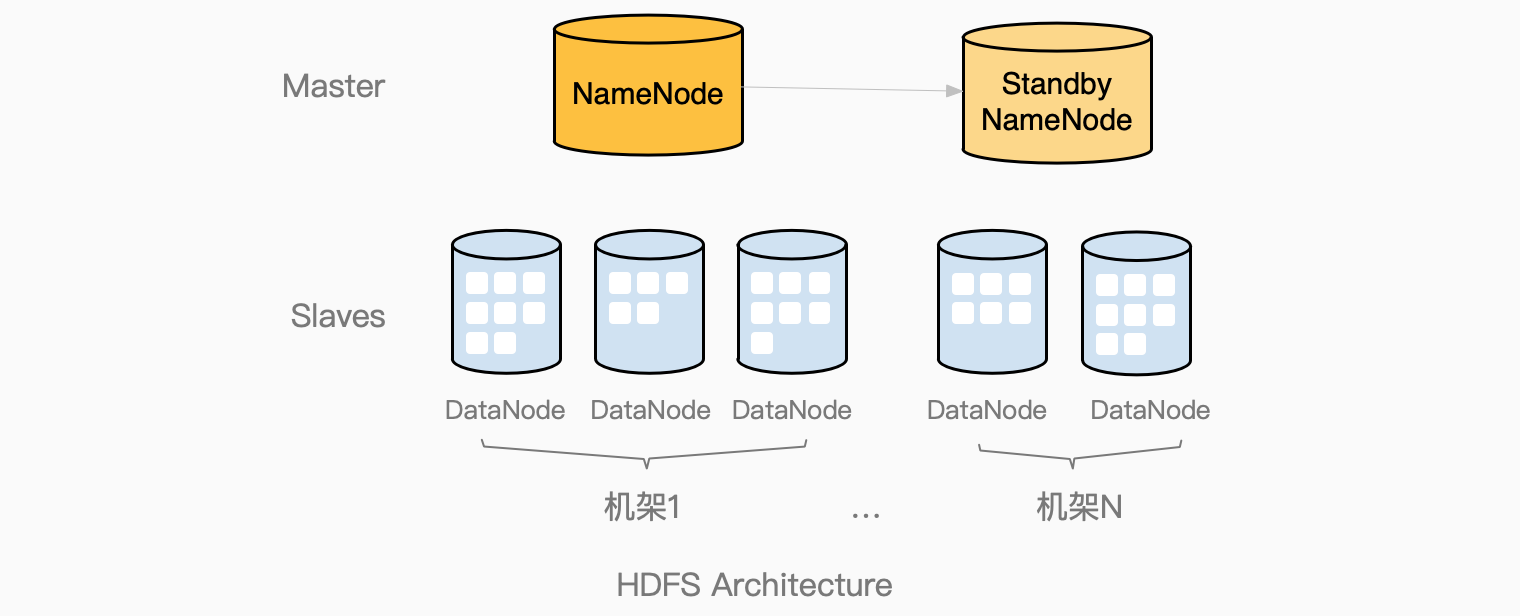 Master
NameNode
Standby
NameNode
Slaves
DataNode DataNode DataNode DataNode DataNode
机架1 ... 机架N
HDFS Architecture